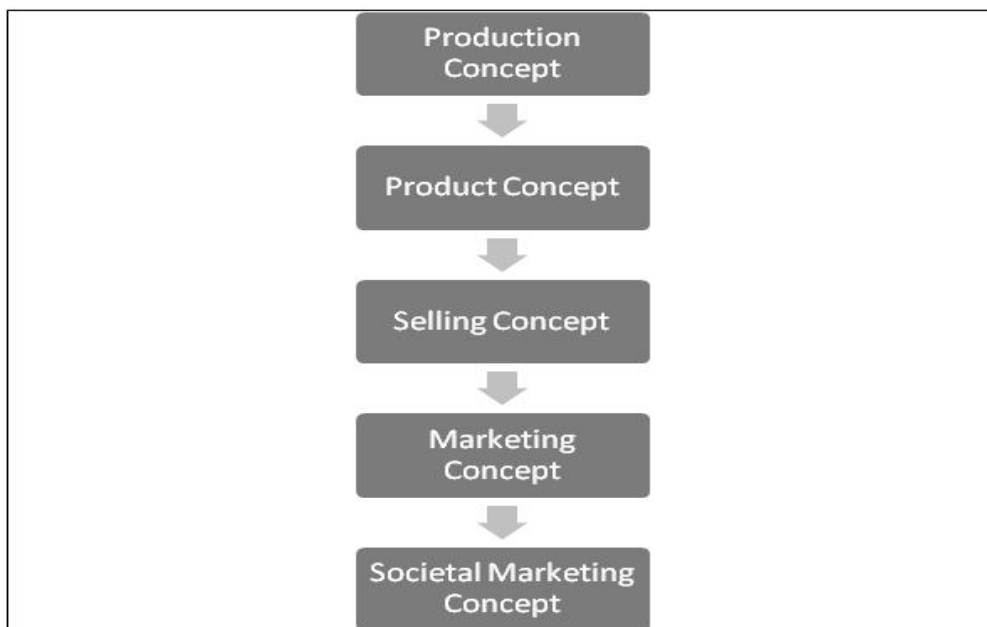 Production
Concept
Product Concept
Selling Concept
Marketing
Concept
Societal Marketing
Concept